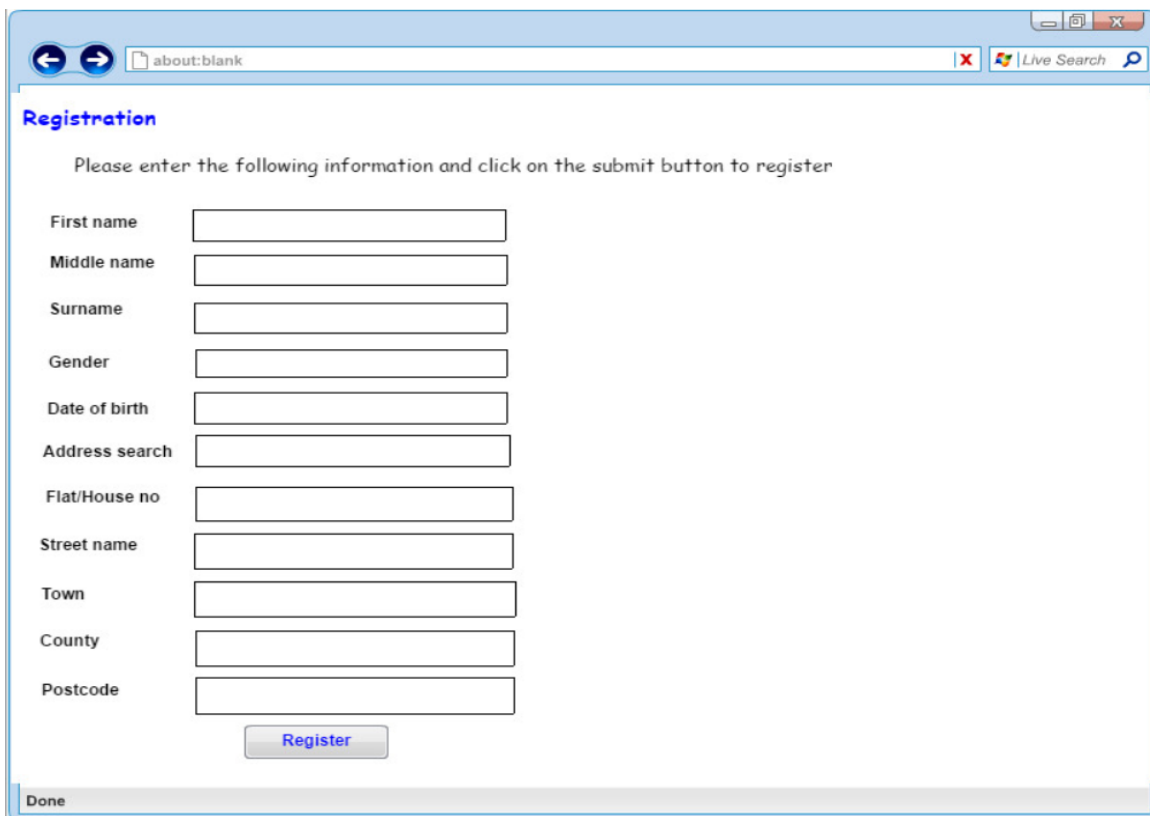 about:blank
Live Search
Registration
Please enter the following information and click on the submit button to register
First name
Middle name
Surname
Gender
Date of birth
Address search
Flat/House no
Street name
Town
County
Postcode
Register
Done